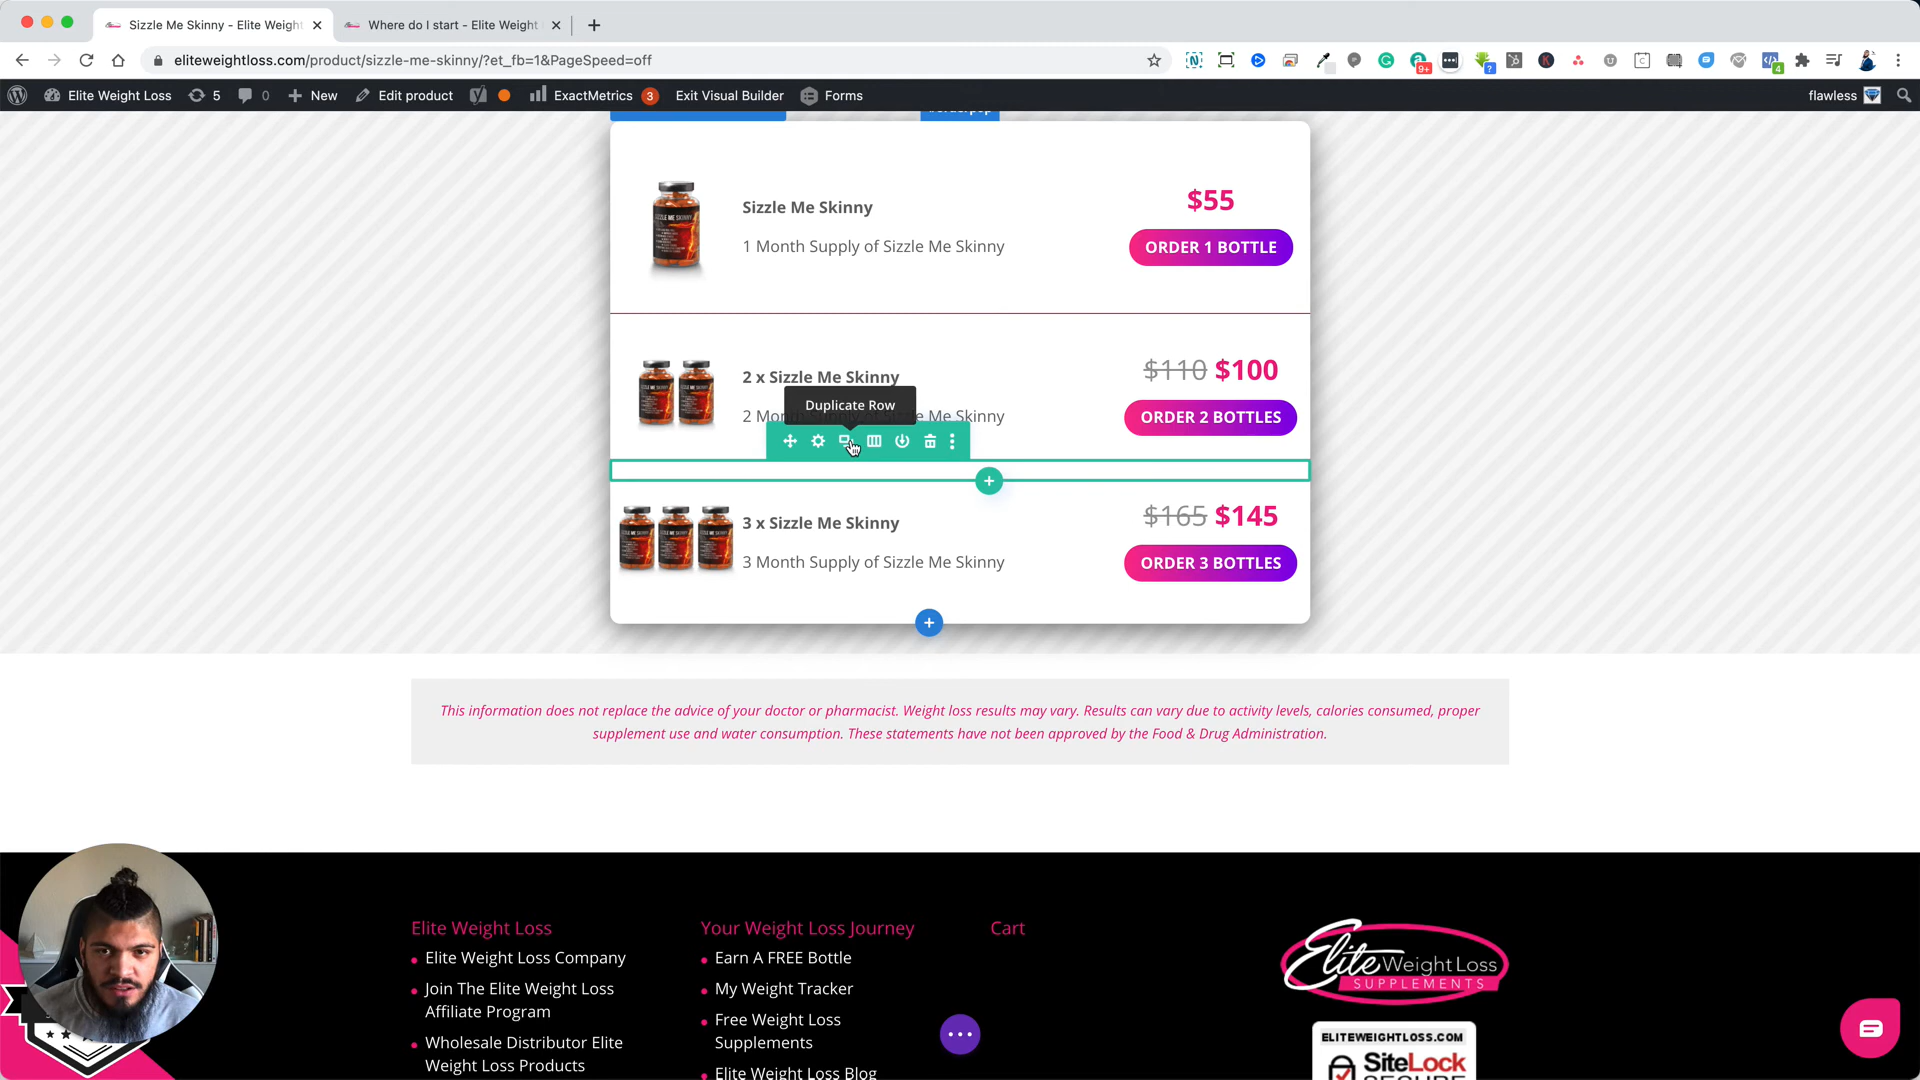 Sizzle Me Skinny - Elite Weight
Where do I start - Elite Weight
eliteweightloss.com/product/sizzle-me-skinny/?et_fb=1&PageSpeed=off
9+
?
4
Elite Weight Loss
5
0
New
Edit product
ExactMetrics
3
Exit Visual Builder
Forms
flawless
Sizzle Me Skinny
1 Month Supply of Sizzle Me Skinny
$55
ORDER 1 BOTTLE
2 x Sizzle Me Skinny
$110 $100
ORDER 2 BOTTLES
Duplicate Row
3 x Sizzle Me Skinny
3 Month Supply of Sizzle Me Skinny
$165 $145
ORDER 3 BOTTLES
This information does not replace the advice of your doctor or pharmacist. Weight loss results may vary. Results can vary due to activity levels, calories consumed, proper
supplement use and water consumption. These statements have not been approved by the Food & Drug Administration.
Elite Weight Loss
Elite Weight Loss Company
Join The Elite Weight Loss
Affiliate Program
Wholesale Distributor Elite
Weight Loss Products
Your Weight Loss Journey
Earn A FREE Bottle
My Weight Tracker
Free Weight Loss
Supplements
Elite Weight Loss Blog
Cart
Elite Weight Loss
SUPPLEMENTS
ELITEWEIGHTLOSS.COM
SiteLock